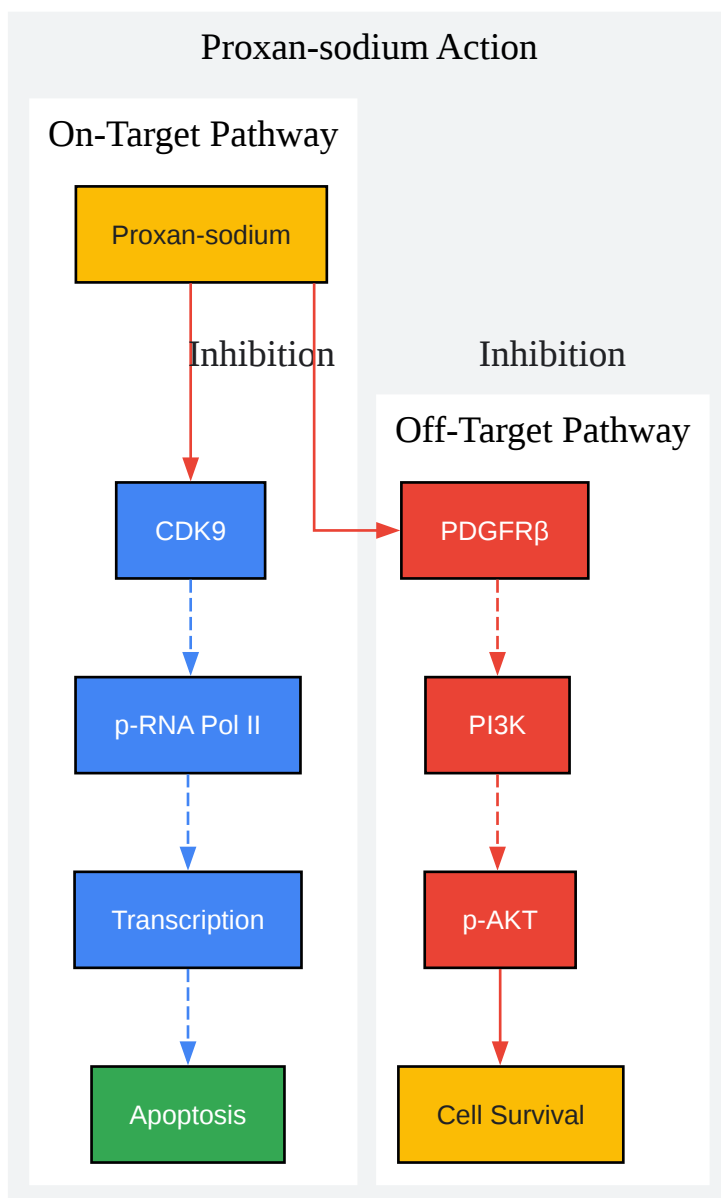 Proxan-sodium Action
On-Target Pathway
Proxan-sodium
Inhibition
Inhibition
Off-Target Pathway
CDK9
PDGFRβ
p-RNA Pol II
PI3K
Transcription
p-AKT
Apoptosis
Cell Survival